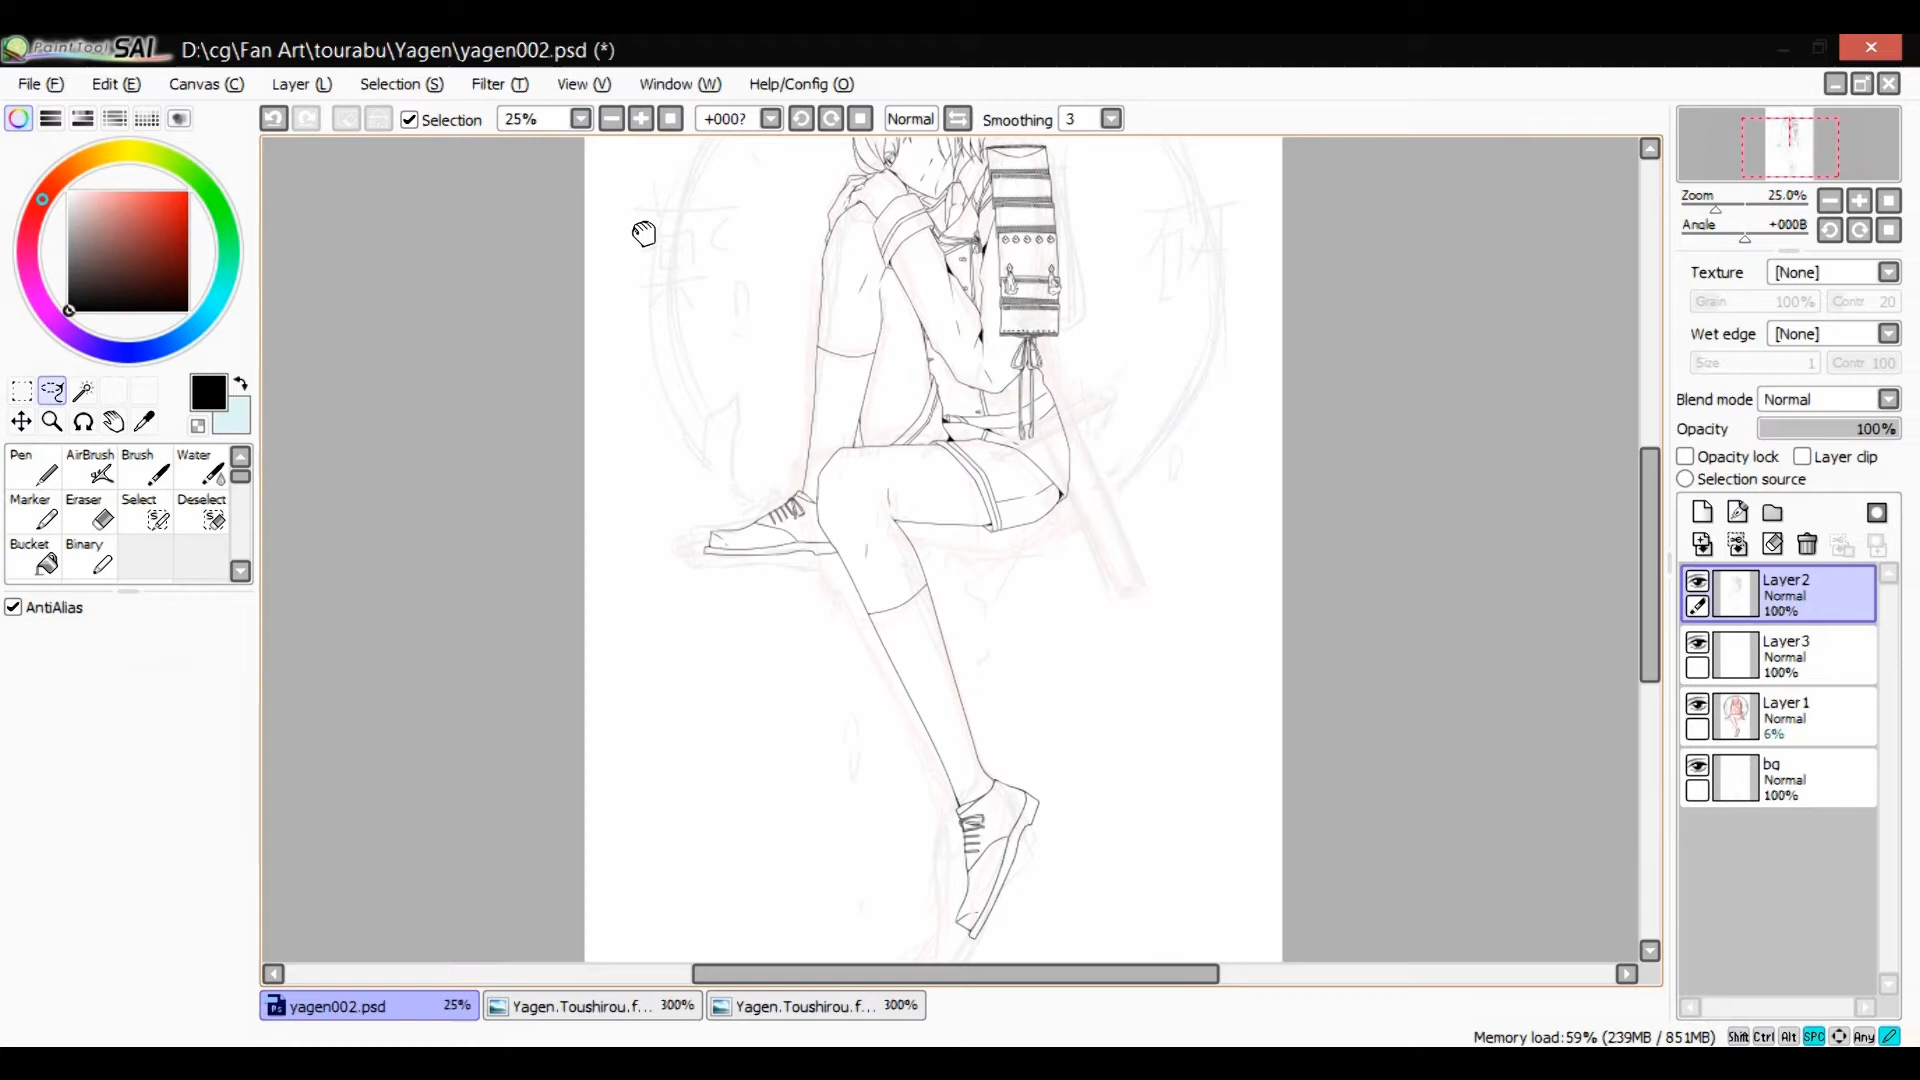 PaintTool SAI D:\cg\Fan Art\tourabu\Yagen\yagen002.psd (*)
File (F) Edit (E) Canvas (C) Layer (L) Selection (S) Filter (T) View (V) Window (W) Help/Config (O)
Selection 25% +000? Normal Smoothing 3
Zoom 25.0%
Angle +000B
Texture [None]
Grain 100% Contr 20
Wet edge [None]
Size 1 Contr 100
Blend mode Normal
Opacity 100%
Opacity lock Layer clip
Selection source
Pen AirBrush Brush Water
Marker Eraser Select Deselect
Bucket Binary
AntiAlias
Layer2
Normal
100%
Layer3
Normal
100%
Layer1
Normal
6%
bg
Normal
100%
yagen002.psd 25% Yagen.Toushirou.f... 300% Yagen.Toushirou.f... 300%
Memory load:59% (239MB / 851MB) Shift Ctrl Alt SPC Any